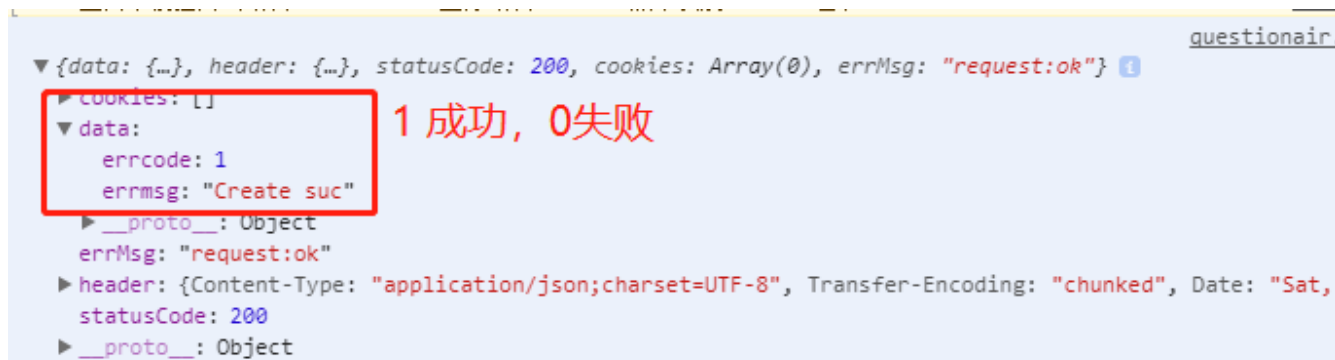 questionair
▼{data: {…}, header: {…}, statusCode: 200, cookies: Array(0), errMsg: "request:ok"} i
▶cookies: []
▼data:
errcode: 1
errmsg: "Create suc"
1 成功，0失败
▶__proto__: Object
errMsg: "request:ok"
▶header: {Content-Type: "application/json;charset=UTF-8", Transfer-Encoding: "chunked", Date: "Sat,
statusCode: 200
▶__proto__: Object